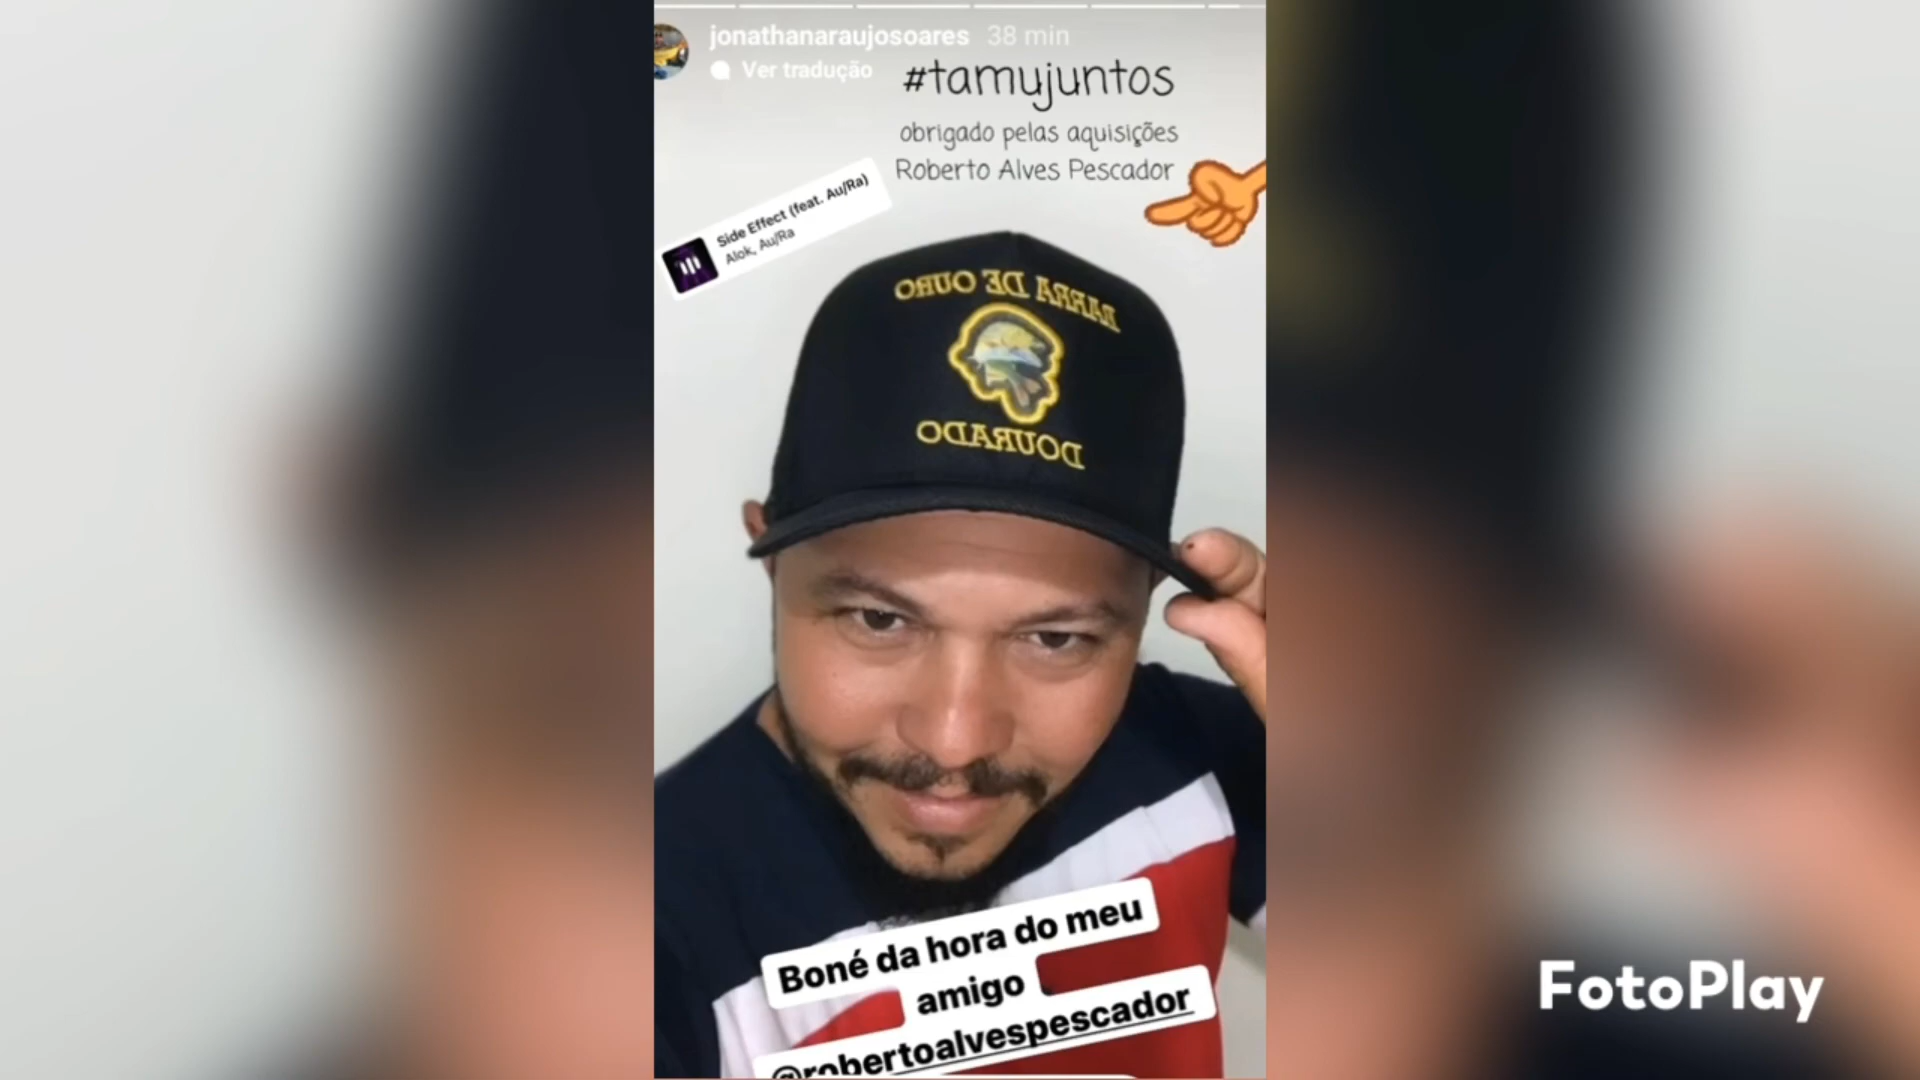 jonathanaraujosoares 38 min
Ver tradução
#tamujuntos
obrigado pelas aquisições
Roberto Alves Pescador
Side Effect (feat. Au/Ra)
Alok, Au/Ra
BARRA DE OURO
DOURADO
Boné da hora do meu
amigo
@robertoalvespescador
FotoPlay